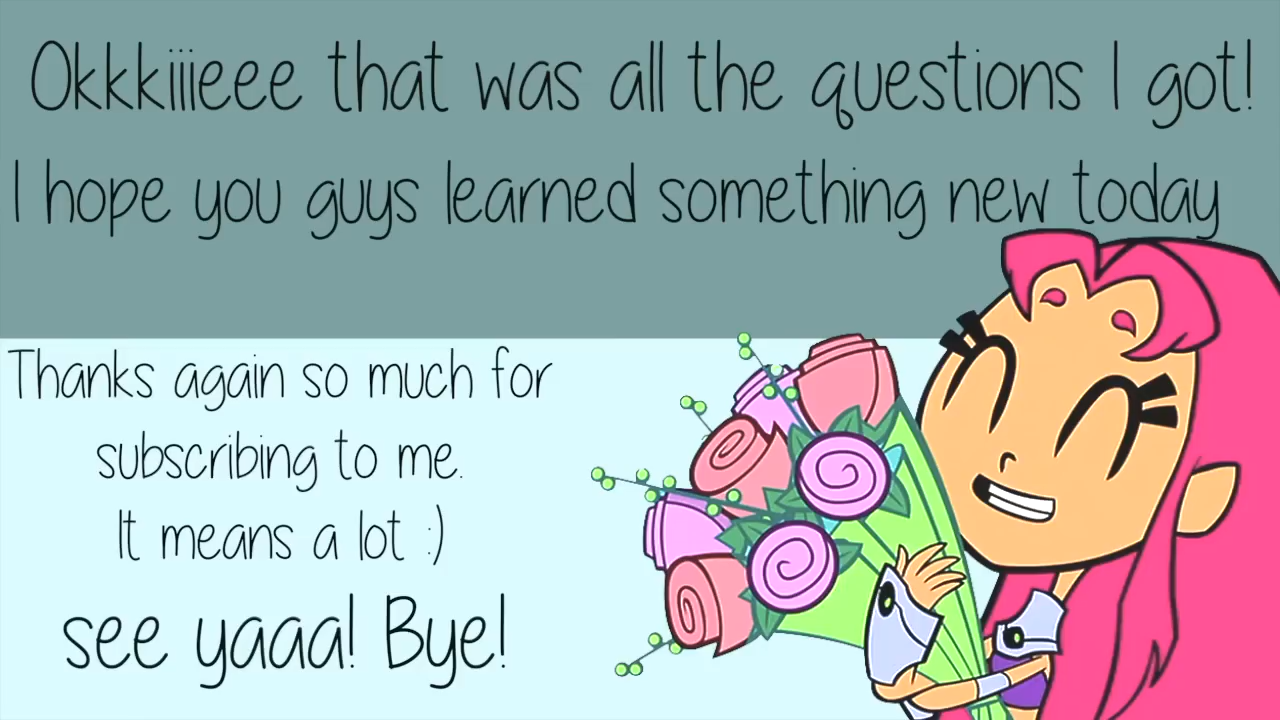 Okkkiiieee that was all the questions I got!
I hope you guys learned something new today
Thanks again so much for
subscribing to me.
It means a lot :)
see yaaa! Bye!